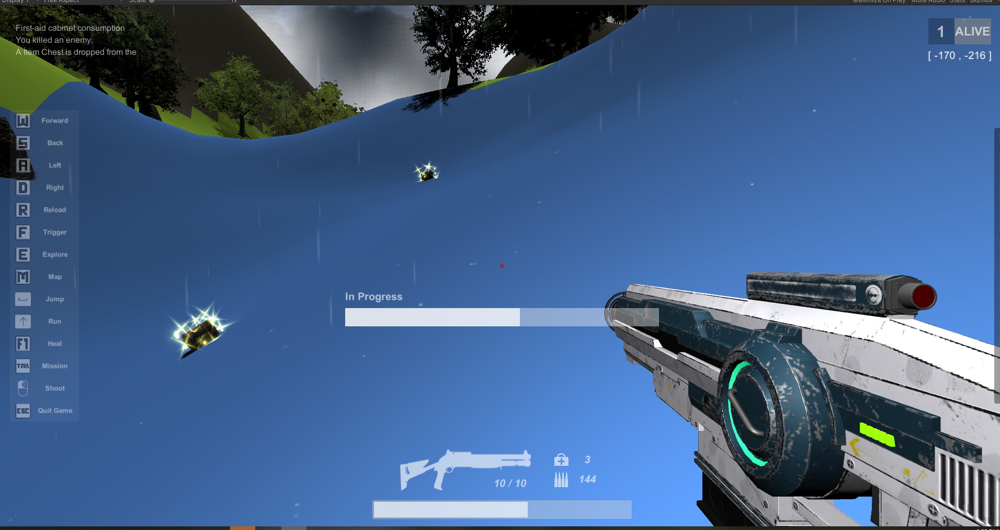 Display 1
Free Aspect
Scale
1x
Maximize On Play
Mute Audio
Stats
Gizmos
First-aid cabinet consumption
You killed an enemy.
A Item Chest is dropped from the
1 ALIVE
[ -170 , -216 ]
W Forward
S Back
A Left
D Right
R Reload
F Trigger
E Explore
M Map
Jump
Run
F1 Heal
TAB Mission
Shoot
ESC Quit Game
In Progress
10 / 10
3
144